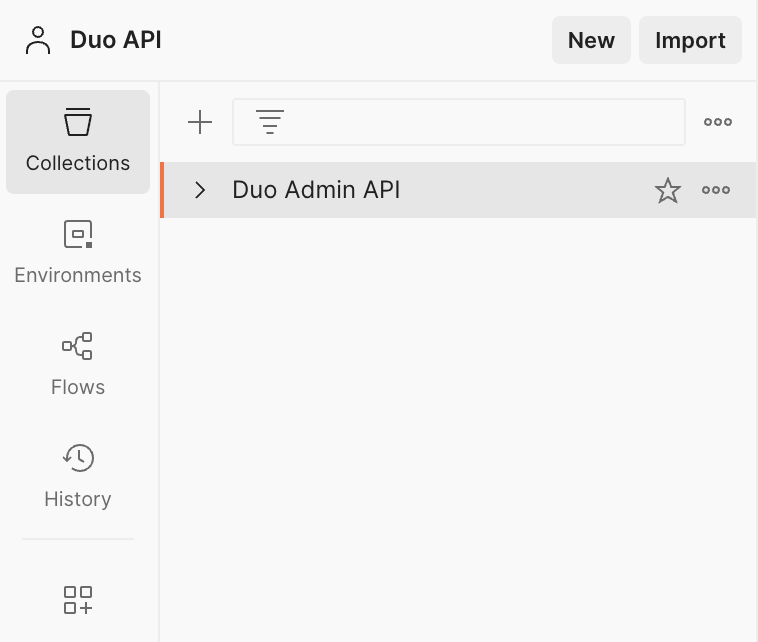 Duo API
New
Import
Collections
Duo Admin API
Environments
Flows
History